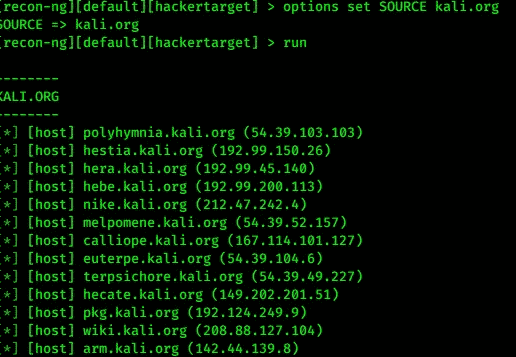 [recon-ng][default][hackertarget] > options set SOURCE kali.org
SOURCE => kali.org
[recon-ng][default][hackertarget] > run
--------
KALI.ORG
--------
[*] [host] polyhymnia.kali.org (54.39.103.103)
[*] [host] hestia.kali.org (192.99.150.26)
[*] [host] hera.kali.org (192.99.45.140)
[*] [host] hebe.kali.org (192.99.200.113)
[*] [host] nike.kali.org (212.47.242.4)
[*] [host] melpomene.kali.org (54.39.52.157)
[*] [host] calliope.kali.org (167.114.101.127)
[*] [host] euterpe.kali.org (54.39.104.6)
[*] [host] terpsichore.kali.org (54.39.49.227)
[*] [host] hecate.kali.org (149.202.201.51)
[*] [host] pkg.kali.org (192.124.249.9)
[*] [host] wiki.kali.org (208.88.127.104)
[*] [host] arm.kali.org (142.44.139.8)